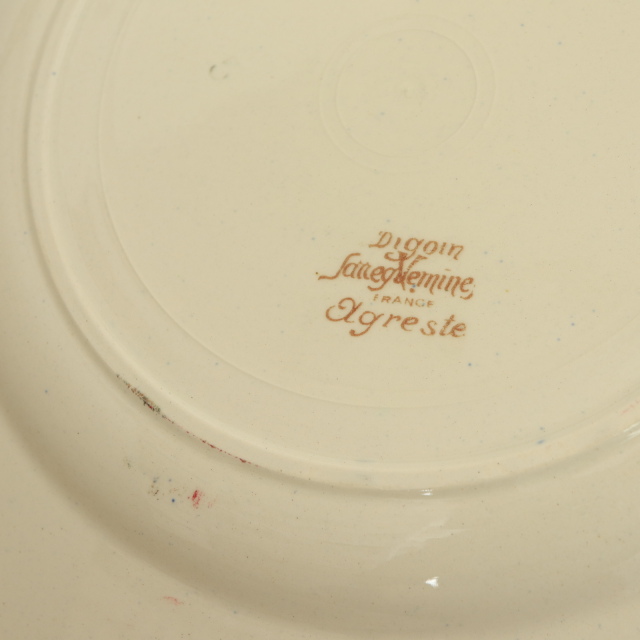 DIGOIN
&
Sarreguemines
FRANCE
Agreste